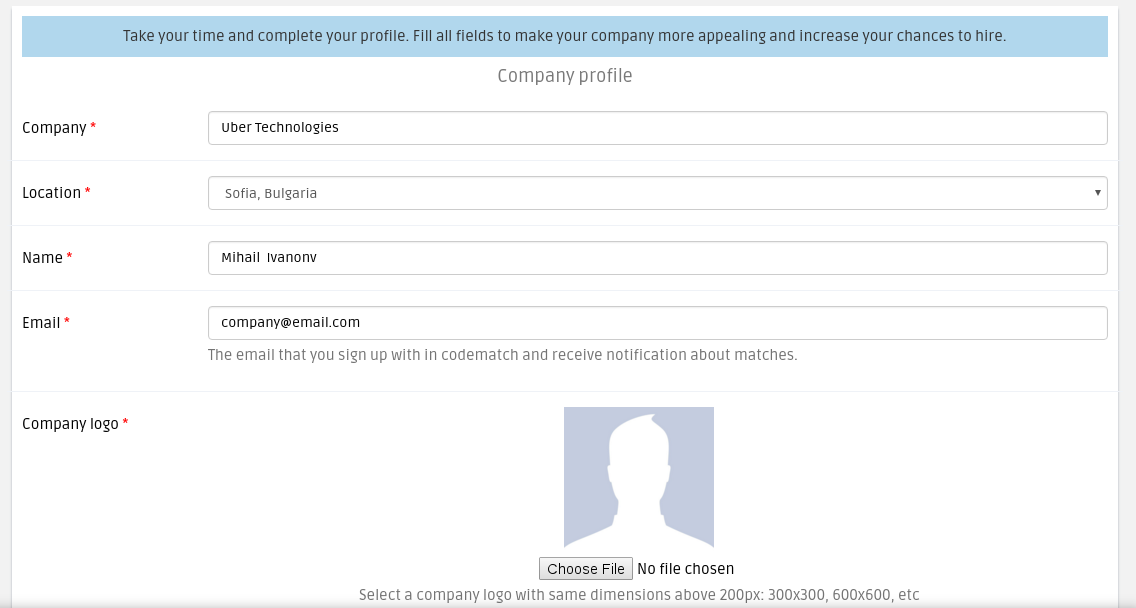 Take your time and complete your profile. Fill all fields to make your company more appealing and increase your chances to hire.
Company profile
Company *
Uber Technologies
Location *
Sofia, Bulgaria
Name *
Mihail  Ivanonv
Email *
company@email.com
The email that you sign up with in codematch and receive notification about matches.
Company logo *
Choose File No file chosen
Select a company logo with same dimensions above 200px: 300x300, 600x600, etc